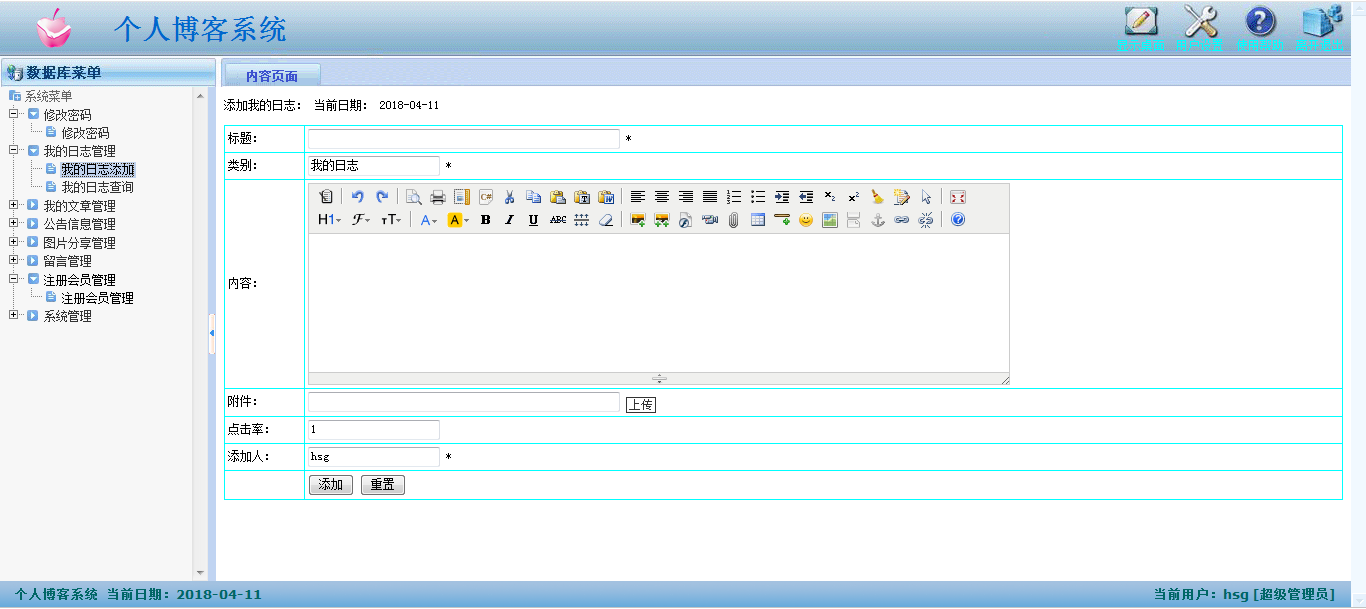 个人博客系统
数据库菜单
内容页面
系统菜单
修改密码
修改密码
我的日志管理
我的日志添加
我的日志查询
我的文章管理
公告信息管理
图片分享管理
留言管理
注册会员管理
注册会员管理
系统管理
添加我的日志： 当前日期： 2018-04-11
标题： *
类别： 我的日志 *
H1 F TT A A B I U ABC
内容：
附件： 上传
点击率： 1
添加人： hsg *
添加 重置
个人博客系统 当前日期：2018-04-11
当前用户：hsg [超级管理员]